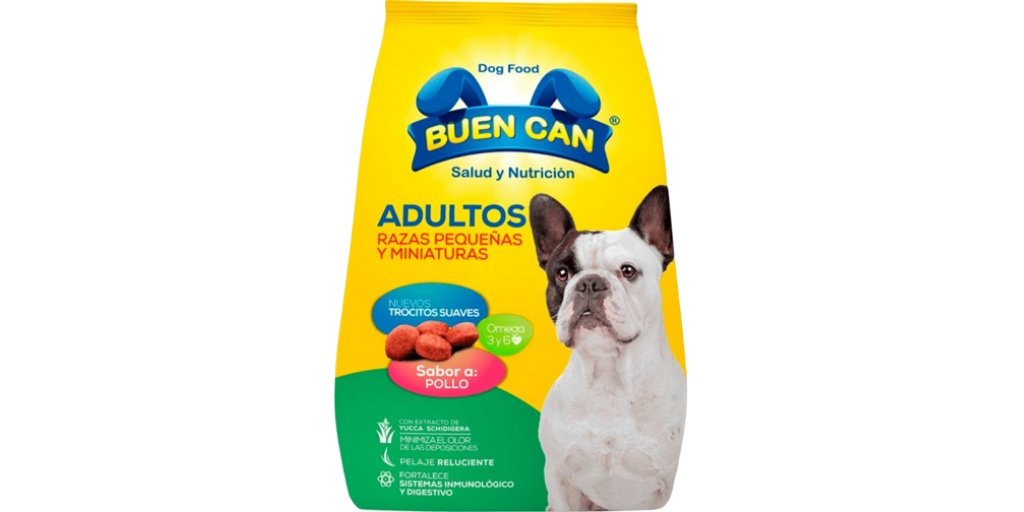 Dog Food
BUEN CAN®
Salud y Nutrición
ADULTOS
RAZAS PEQUEÑAS
Y MINIATURAS
NUEVOS
TROCITOS SUAVES
Omega
3 y 6
Sabor a:
POLLO
CON EXTRACTO DE
YUCCA SCHIDIGERA
MINIMIZA EL OLOR
DE LAS DEPOSICIONES
PELAJE RELUCIENTE
FORTALECE
SISTEMAS INMUNOLÓGICO
Y DIGESTIVO